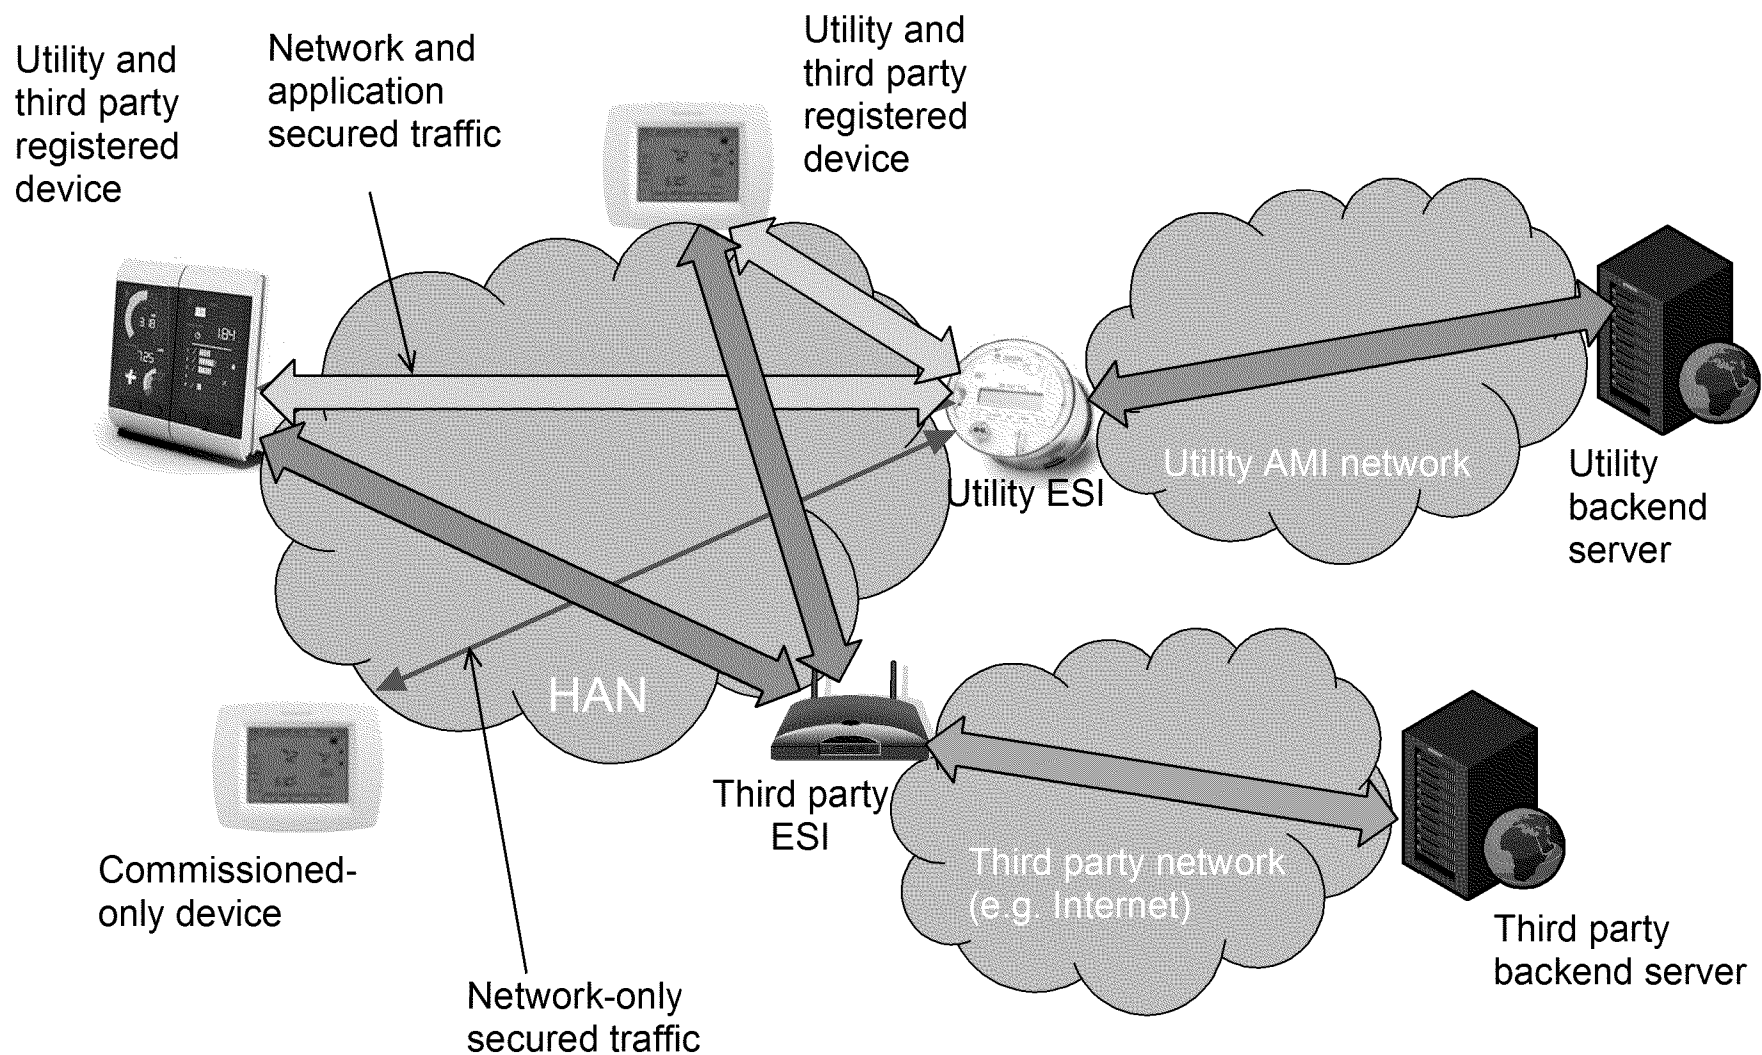 Utility and
third party
registered
device
Network and
application
secured traffic
Utility and
third party
registered
device
Utility AMI network
Utility
backend
server
Utility ESI
HAN
Third party
ESI
Third party network
(e.g. Internet)
Third party
backend server
Commissioned-
only device
Network-only
secured traffic